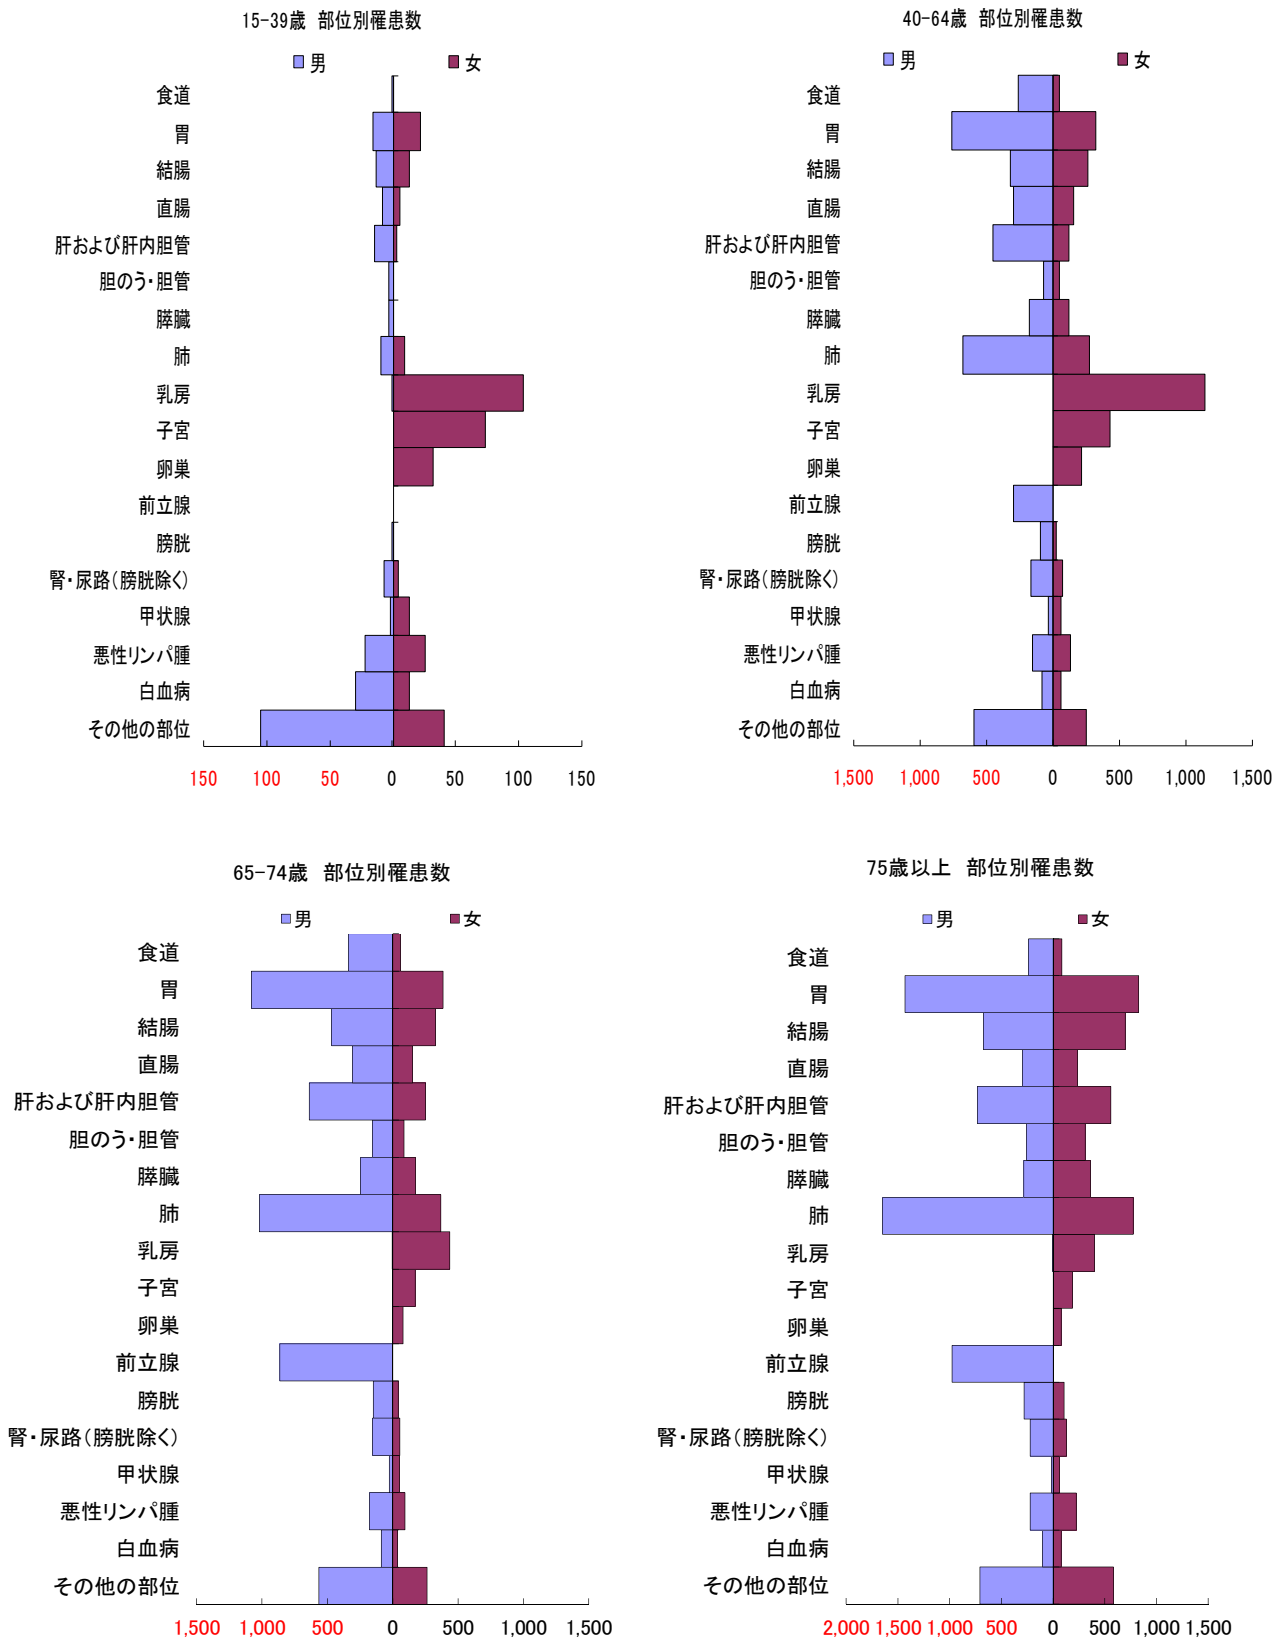 15-39歳 部位別罹患数
男 女
食道
胃
結腸
直腸
肝および肝内胆管
胆のう・胆管
膵臓
肺
乳房
子宮
卵巣
前立腺
膀胱
腎・尿路(膀胱除く)
甲状腺
悪性リンパ腫
白血病
その他の部位
150 100 50 0 50 100 150
40-64歳 部位別罹患数
男 女
食道
胃
結腸
直腸
肝および肝内胆管
胆のう・胆管
膵臓
肺
乳房
子宮
卵巣
前立腺
膀胱
腎・尿路(膀胱除く)
甲状腺
悪性リンパ腫
白血病
その他の部位
1,500 1,000 500 0 500 1,000 1,500
65-74歳 部位別罹患数
男 女
食道
胃
結腸
直腸
肝および肝内胆管
胆のう・胆管
膵臓
肺
乳房
子宮
卵巣
前立腺
膀胱
腎・尿路(膀胱除く)
甲状腺
悪性リンパ腫
白血病
その他の部位
1,500 1,000 500 0 500 1,000 1,500
75歳以上 部位別罹患数
男 女
食道
胃
結腸
直腸
肝および肝内胆管
胆のう・胆管
膵臓
肺
乳房
子宮
卵巣
前立腺
膀胱
腎・尿路(膀胱除く)
甲状腺
悪性リンパ腫
白血病
その他の部位
2,000 1,500 1,000 500 0 500 1,000 1,500